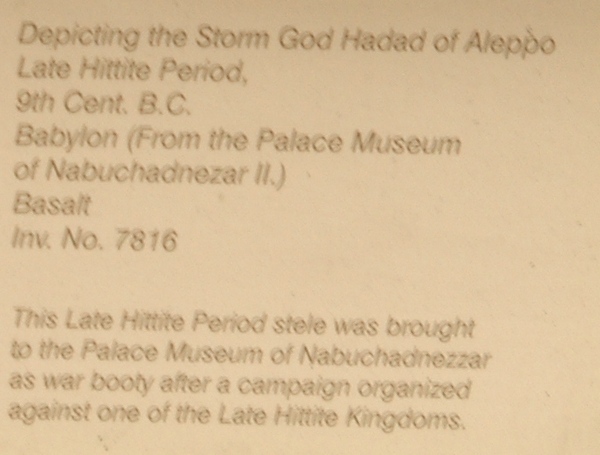 Depicting the Storm God Hadad of Aleppo
Late Hittite Period,
9th Cent. B.C.
Babylon (From the Palace Museum
of Nabuchadnezar II.)
Basalt
Inv. No. 7816
This Late Hittite Period stele was brought
to the Palace Museum of Nabuchadnezzar
as war booty after a campaign organized
against one of the Late Hittite Kingdoms.